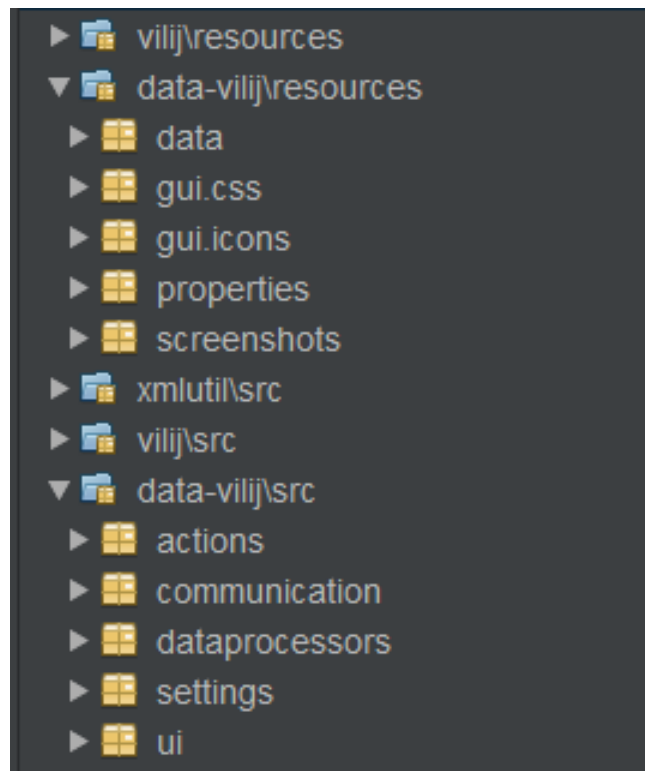 vilij\resources
data-vilij\resources
data
gui.css
gui.icons
properties
screenshots
xmlutil\src
vilij\src
data-vilij\src
actions
communication
dataprocessors
settings
ui